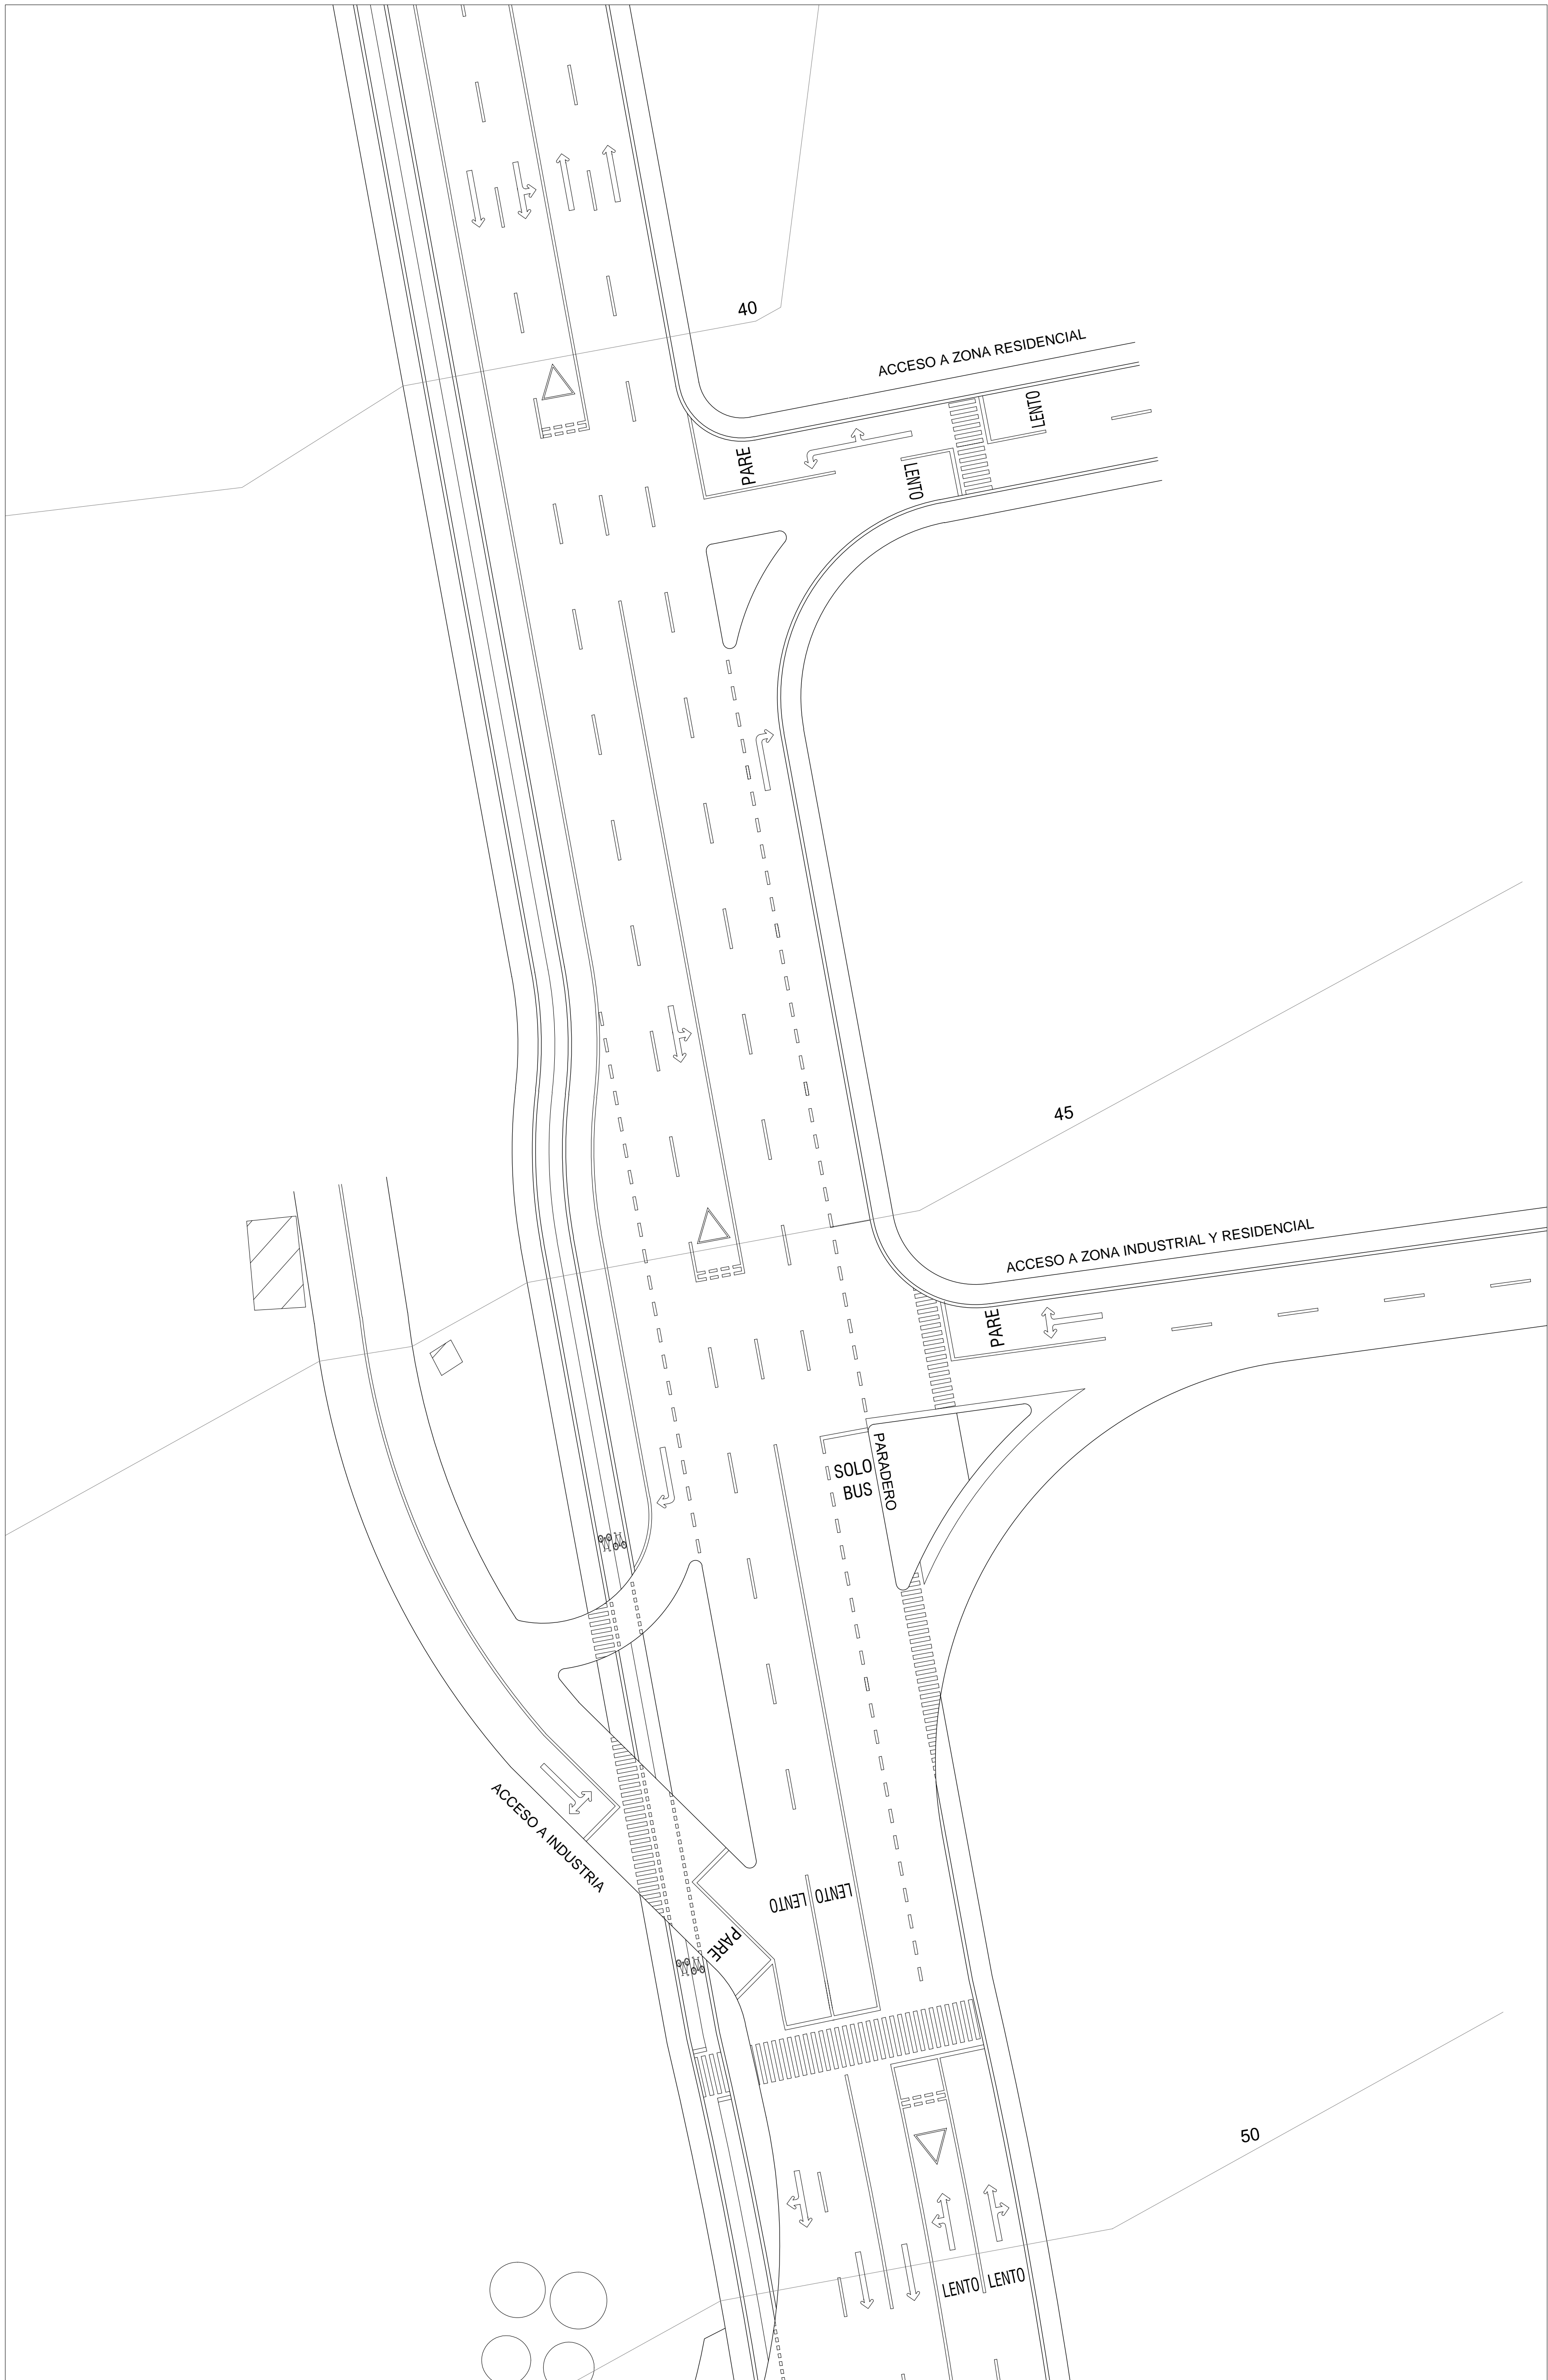 40
ACCESO A ZONA RESIDENCIAL
LENTO
PARE
LENTO
45
ACCESO A ZONA INDUSTRIAL Y RESIDENCIAL
PARE
SOLO
BUS
PARADERO
ACCESO A INDUSTRIA
LENTO
LENTO
PARE
50
LENTO
LENTO